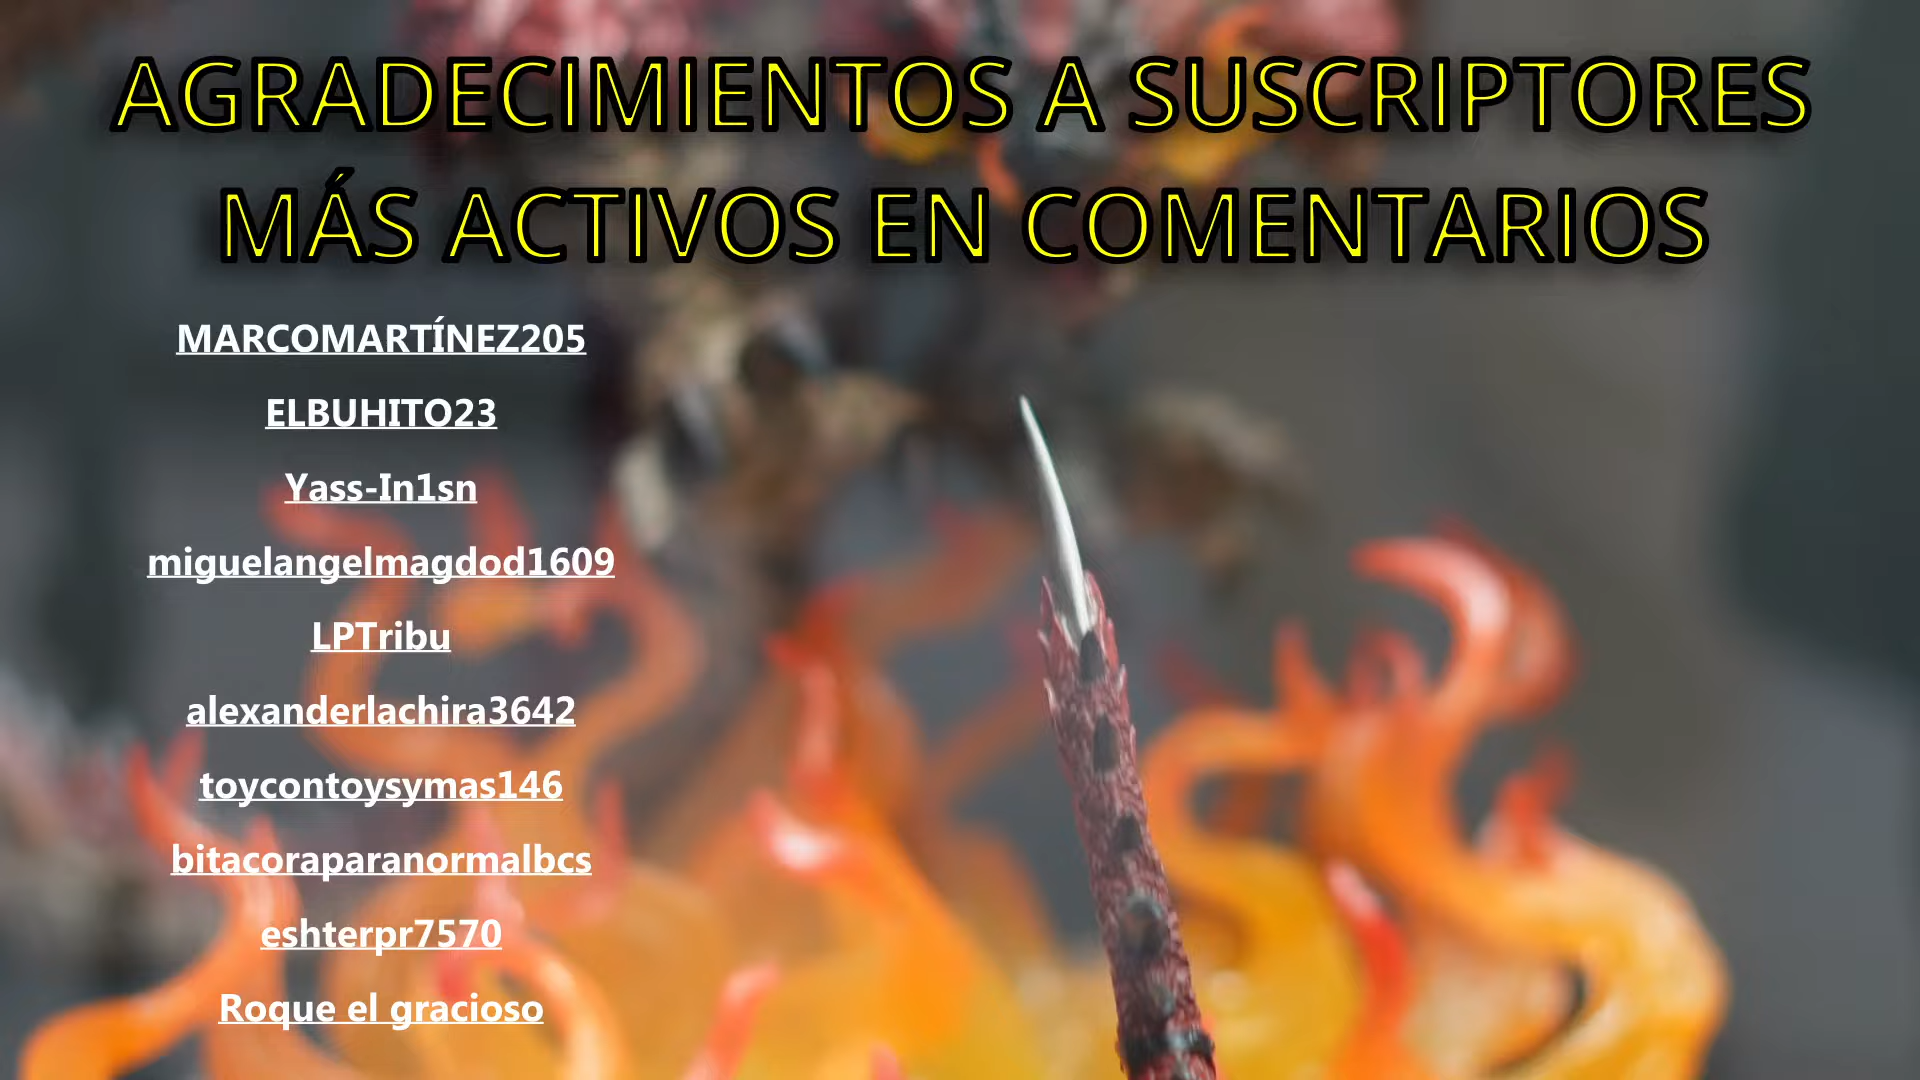 AGRADECIMIENTOS A SUSCRIPTORES
MÁS ACTIVOS EN COMENTARIOS
MARCOMARTÍNEZ205
ELBUHITO23
Yass-In1sn
miguelangelmagdod1609
LPTribu
alexanderlachira3642
toycontoysymas146
bitacoraparanormalbcs
eshterpr7570
Roque el gracioso